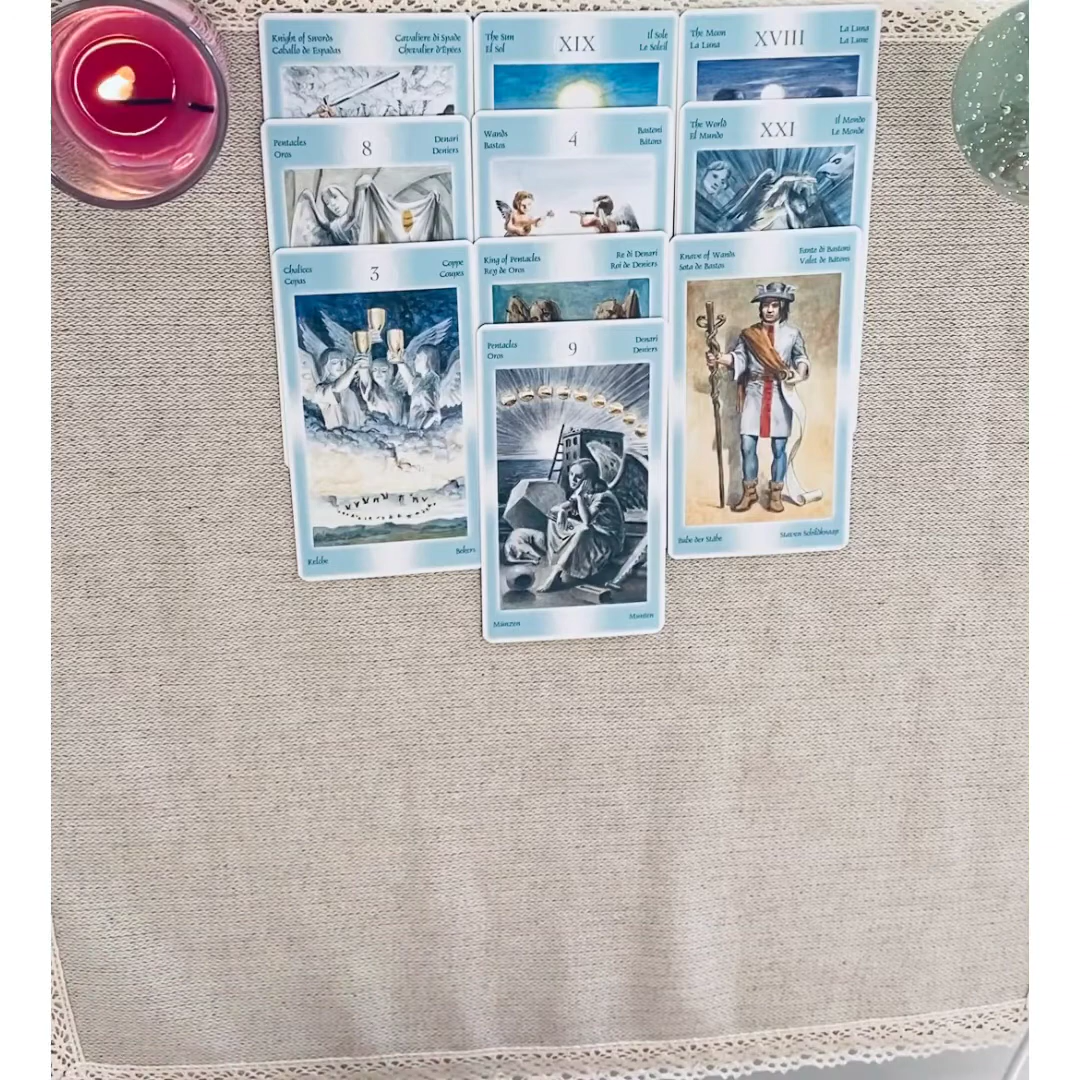 Knight of Swords
Caballo de Espadas
Cavaliere di Spade
Chevalier d'Épées
The Sun
El Sol
XIX
Il Sole
Le Soleil
The Moon
La Luna
XVIII
La Luna
La Lune
Pentacles
Oros
8
Denari
Deniers
Wands
Bastos
4
Bastoni
Bâtons
The World
El Mundo
XXI
Il Mondo
Le Monde
Chalices
Copas
3
Coppe
Coupes
King of Pentacles
Rey de Oros
Re di Denari
Roi de Deniers
Knave of Wands
Sota de Bastos
Fante di Bastoni
Valet de Bâtons
Pentacles
Oros
9
Denari
Deniers
Kelche
Bekers
Bube der Stäbe
Staven Schildknaap
Münzen
Munten